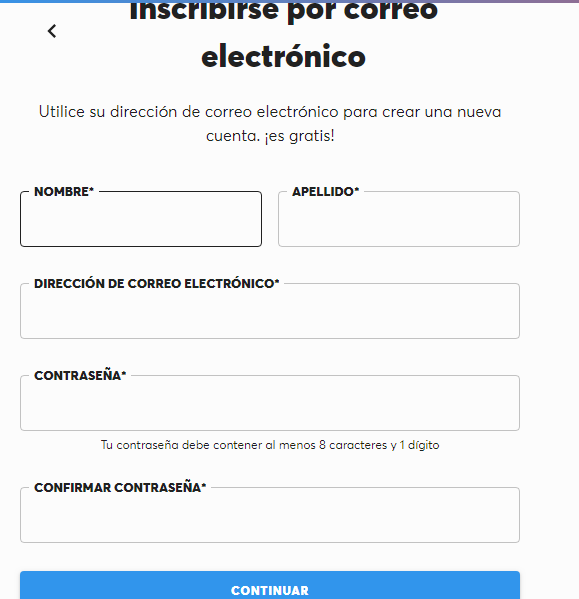 Inscribirse por correo
electrónico
Utilice su dirección de correo electrónico para crear una nueva
cuenta. ¡es gratis!
NOMBRE*
APELLIDO*
DIRECCIÓN DE CORREO ELECTRÓNICO*
CONTRASEÑA*
Tu contraseña debe contener al menos 8 caracteres y 1 dígito
CONFIRMAR CONTRASEÑA*
CONTINUAR